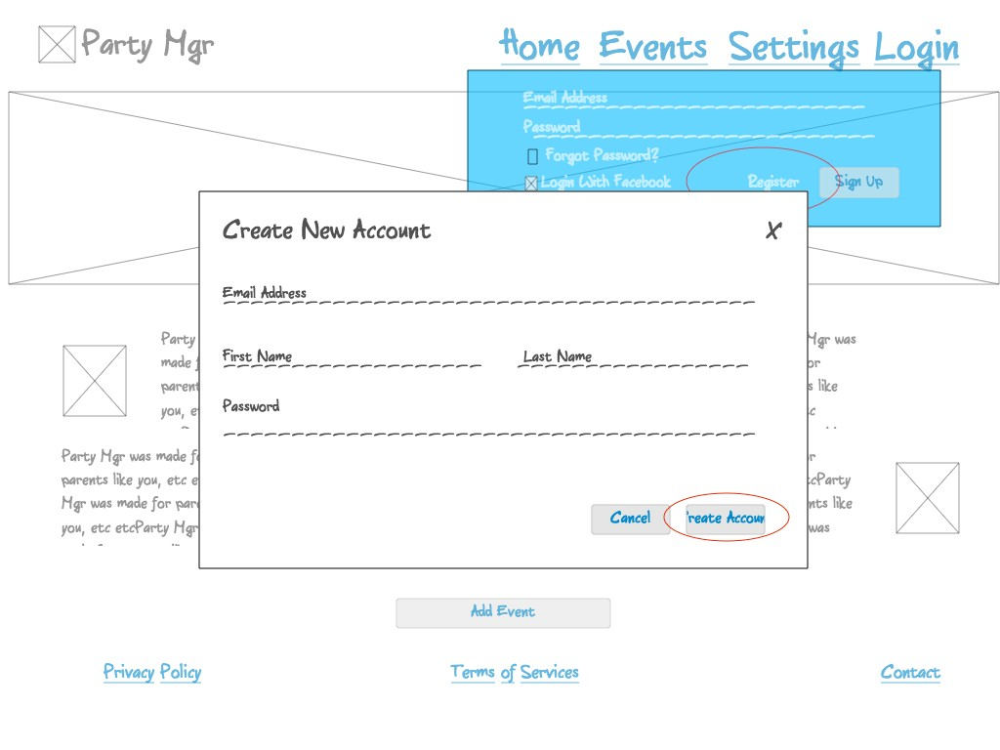 Party Mgr
Home Events Settings Login
Email Address
Password
Forgot Password?
Login With Facebook
Register
Sign Up
Create New Account
X
Email Address
First Name
Last Name
Password
Cancel
reate Accoun
Party
made f
parent
you, e
Mgr was
or
s like
Party Mgr was made fo
parents like you, etc e
Mgr was made for pare
you, etc etcParty Mgr
or
tcParty
nts like
was
Add Event
Privacy Policy
Terms of Services
Contact